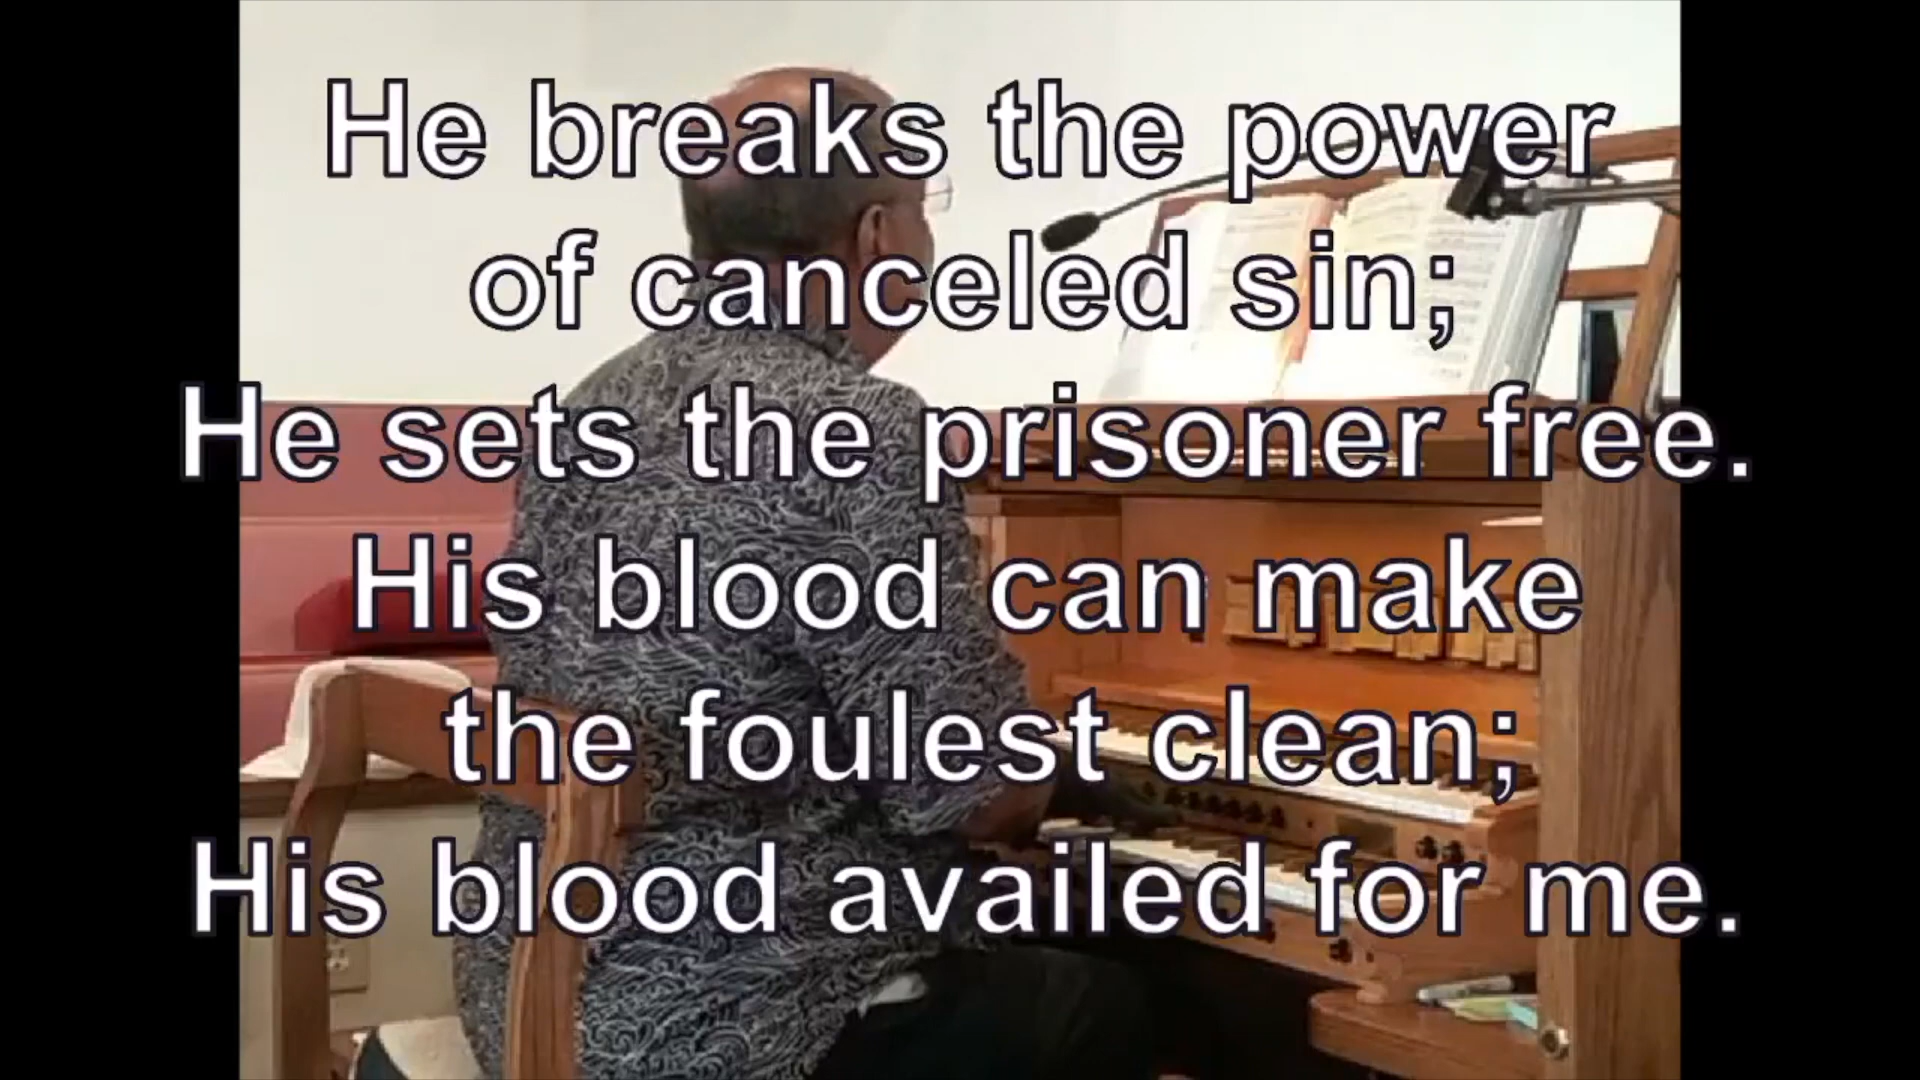 He breaks the power
of canceled sin;
He sets the prisoner free.
His blood can make
the foulest clean;
His blood availed for me.